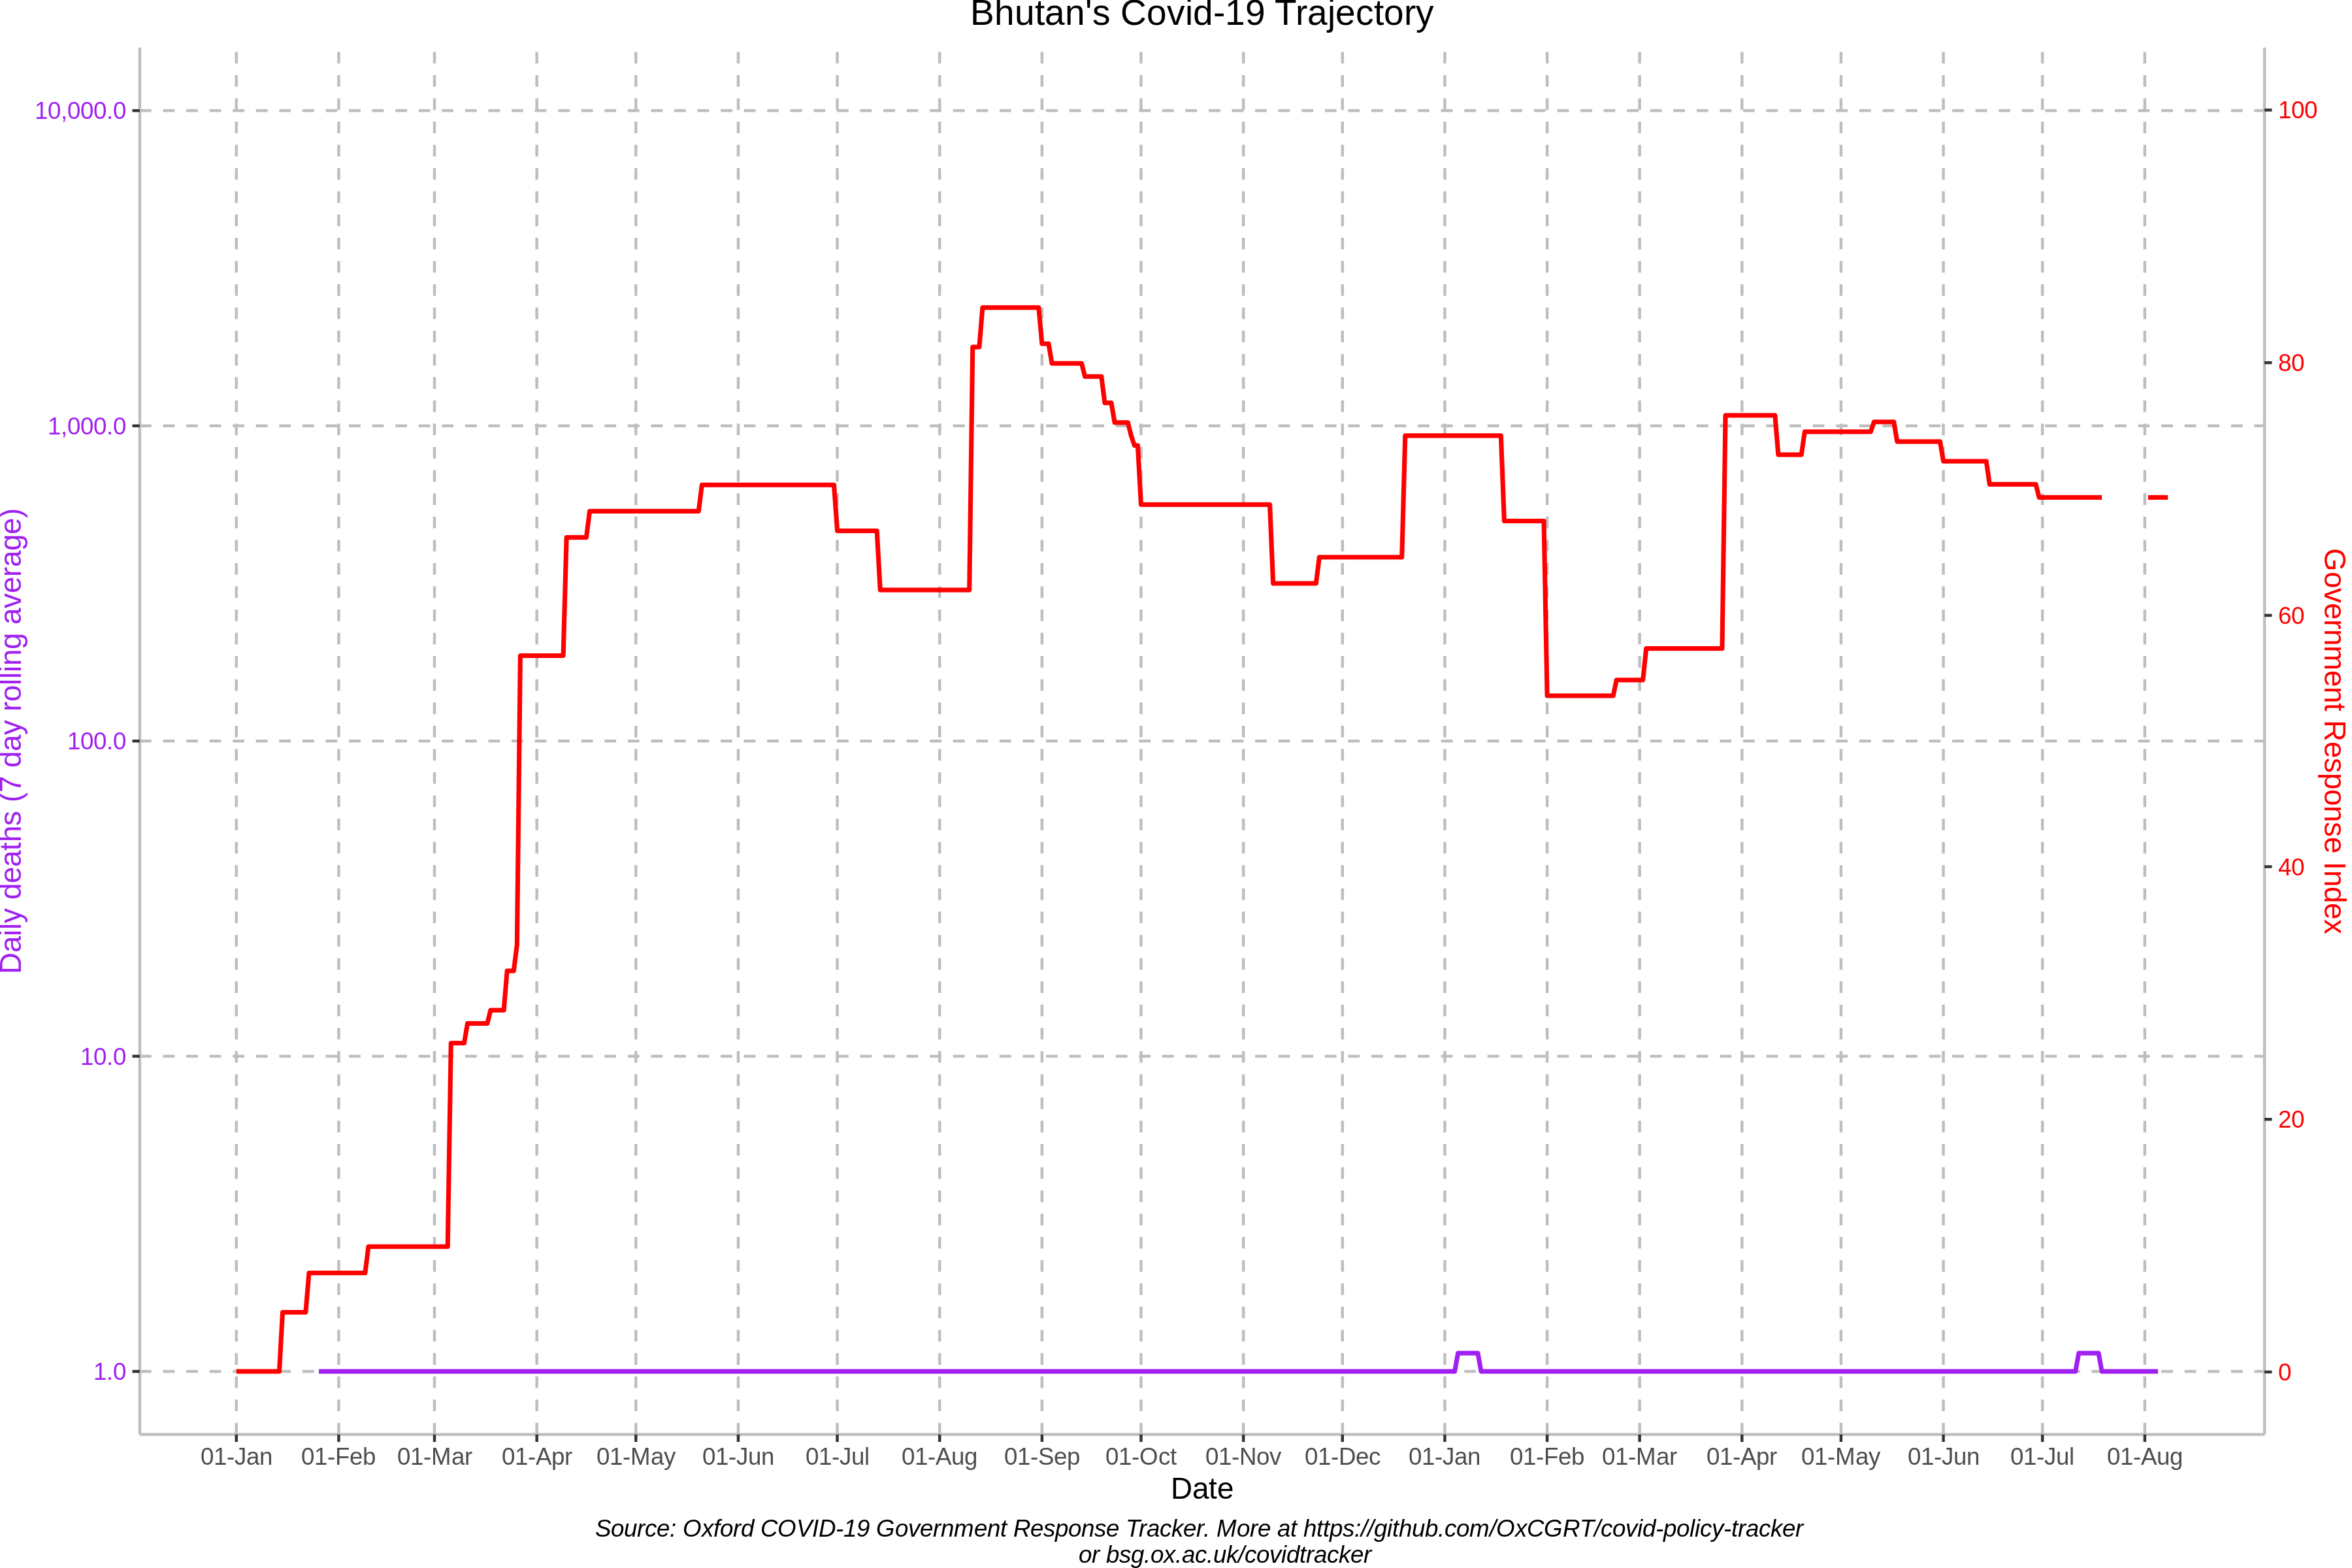 Bhutan's Covid-19 Trajectory
Daily deaths (7 day rolling average)
10,000.0
1,000.0
100.0
10.0
1.0
100
80
60
40
20
0
Government Response Index
01-Jan 01-Feb 01-Mar 01-Apr 01-May 01-Jun 01-Jul 01-Aug 01-Sep 01-Oct 01-Nov 01-Dec 01-Jan 01-Feb 01-Mar 01-Apr 01-May 01-Jun 01-Jul 01-Aug
Date
Source: Oxford COVID-19 Government Response Tracker. More at https://github.com/OxCGRT/covid-policy-tracker
or bsg.ox.ac.uk/covidtracker